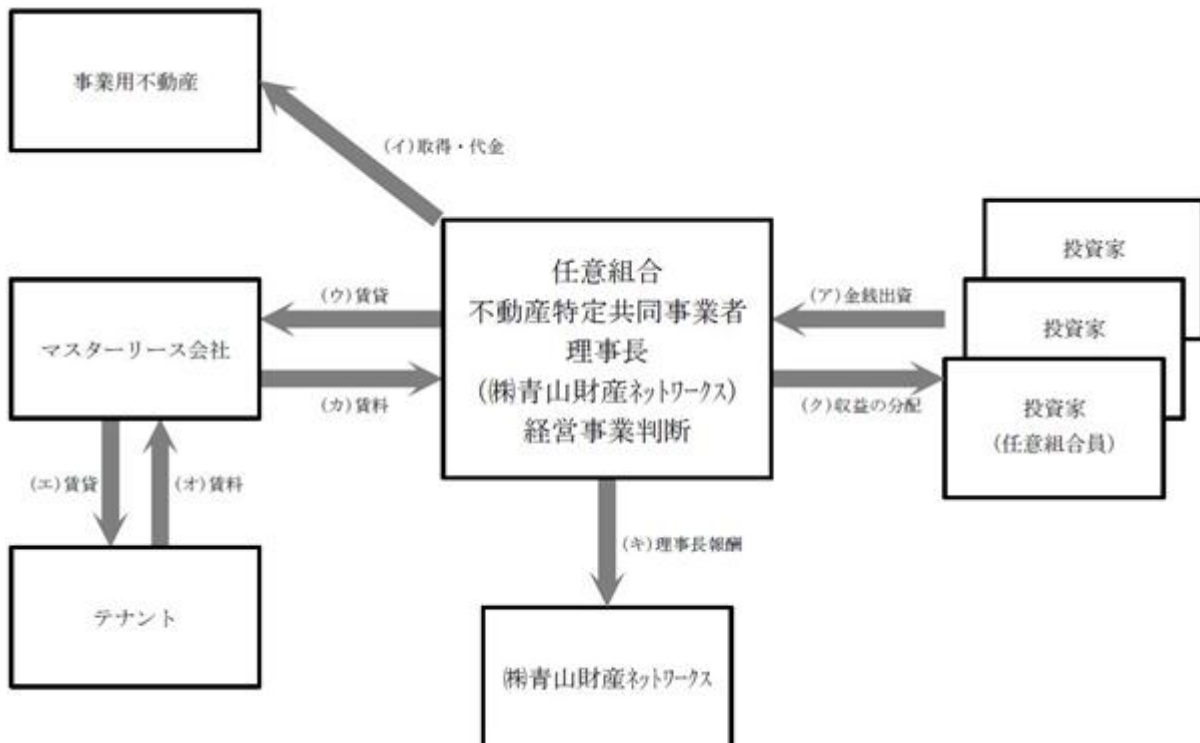 事業用不動産
(イ)取得・代金
投資家
任意組合
不動産特定共同事業者
理事長
(㈱青山財産ネットワークス)
経営事業判断
(ウ)賃貸
(ア)金銭出資
投資家
マスターリース会社
(カ)賃料
(ク)収益の分配
投資家
(任意組合員)
(エ)賃貸
(オ)賃料
(キ)理事長報酬
テナント
㈱青山財産ネットワークス